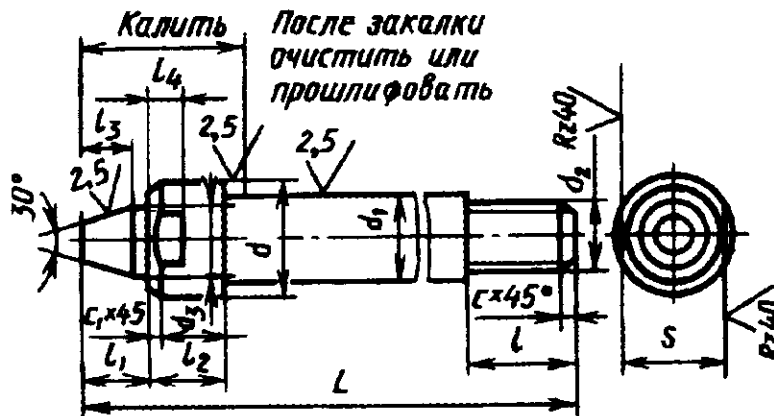 Калить
После закалки
очистить или
прошлифовать
l₄
l₃
2,5
2,5
2,5
30°
d
d₁
d₂
d₃
c₁×45
c×45°
l₁
l₂
l
L
S
Rz40
Rz40